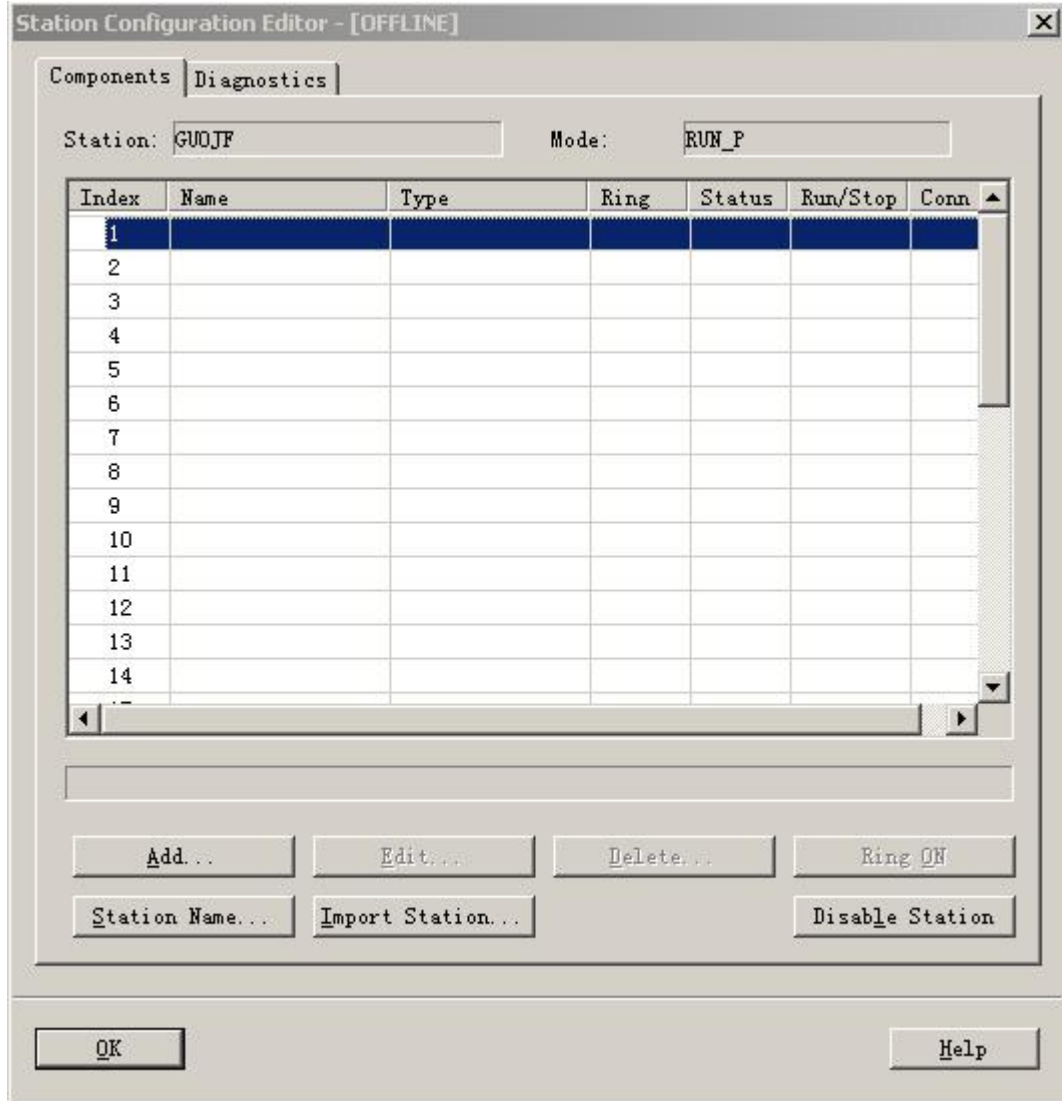 Station Configuration Editor - [OFFLINE]
Components Diagnostics
Station: GUOJF Mode: RUN_P
Index Name Type Ring Status Run/Stop Conn
1
2
3
4
5
6
7
8
9
10
11
12
13
14
Add... Edit... Delete... Ring ON
Station Name... Import Station... Disable Station
OK Help